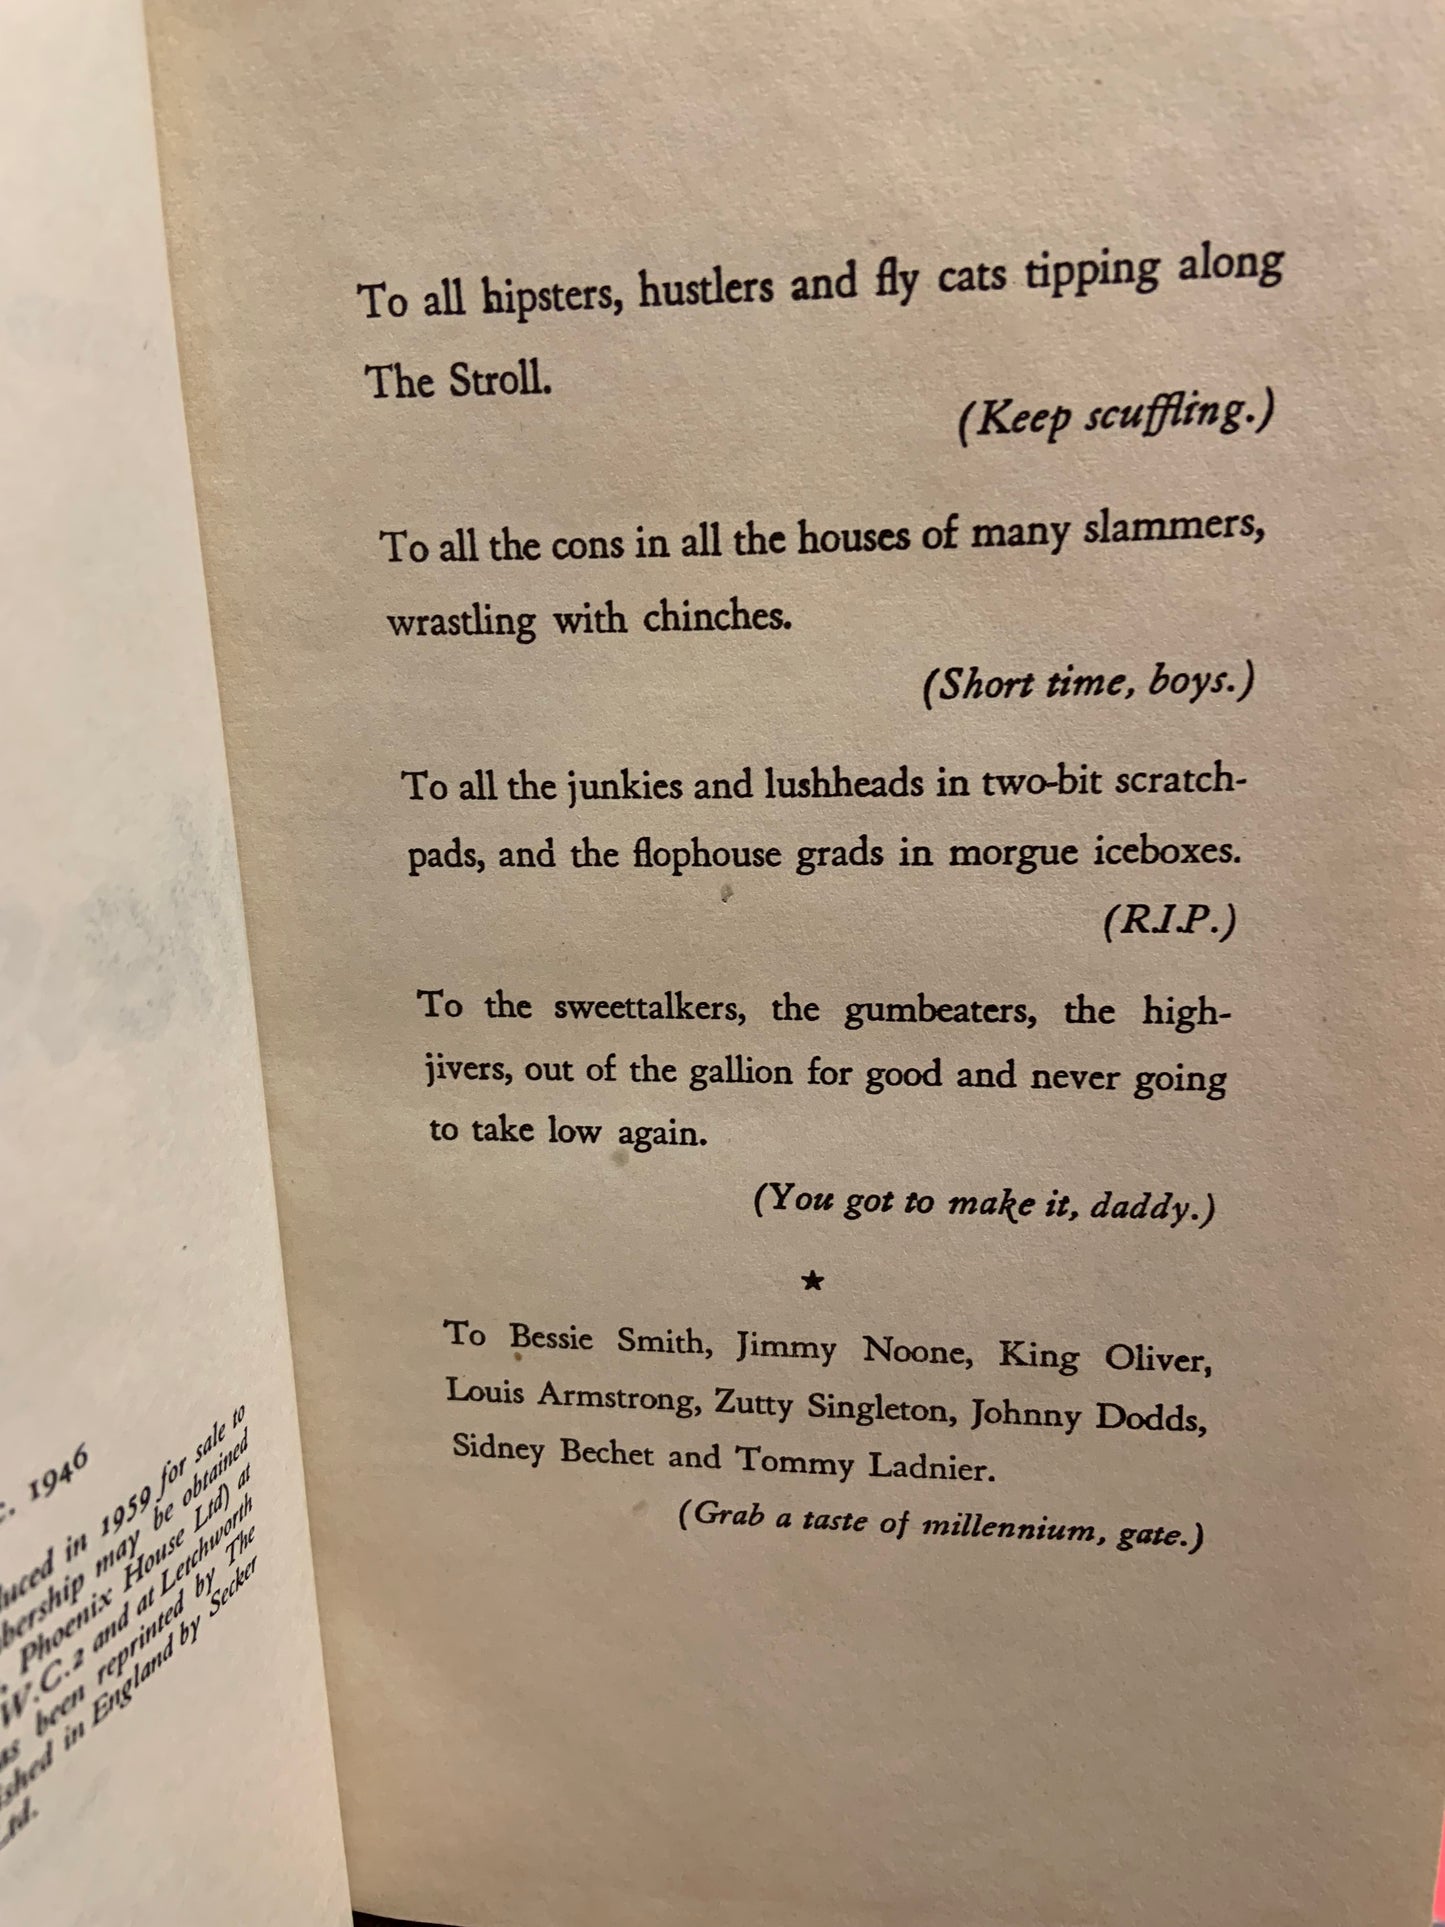 1946
duced in 1959 for sale to
bership may be obtained
Phoenix House Ltd) at
W.C.2 and at Letchworth
been reprinted by The
ished in England by Secker
Ltd.
To all hipsters, hustlers and fly cats tipping along
The Stroll.
(Keep scuffling.)
To all the cons in all the houses of many slammers,
wrastling with chinches.
(Short time, boys.)
To all the junkies and lushheads in two-bit scratch-
pads, and the flophouse grads in morgue iceboxes.
(R.I.P.)
To the sweettalkers, the gumbeaters, the high-
jivers, out of the gallion for good and never going
to take low again.
(You got to make it, daddy.)
★
To Bessie Smith, Jimmy Noone, King Oliver,
Louis Armstrong, Zutty Singleton, Johnny Dodds,
Sidney Bechet and Tommy Ladnier.
(Grab a taste of millennium, gate.)